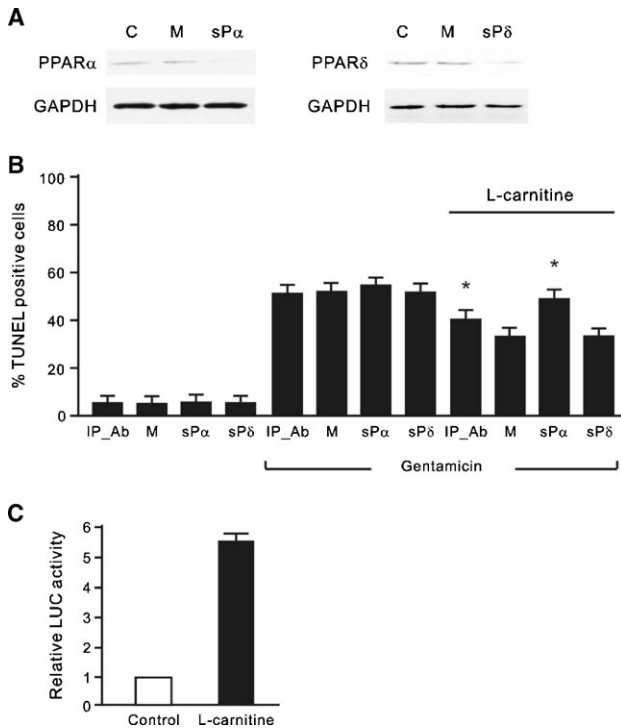 A
C M sPα
PPARα
GAPDH
C M sPδ
PPARδ
GAPDH
B
% TUNEL positive cells
100
80
60
40
20
0
L-carnitine
* *
IP_Ab M sPα sPδ IP_Ab M sPα sPδ IP_Ab M sPα sPδ
Gentamicin
C
Relative LUC activity
6
5
4
3
2
1
0
Control L-carnitine